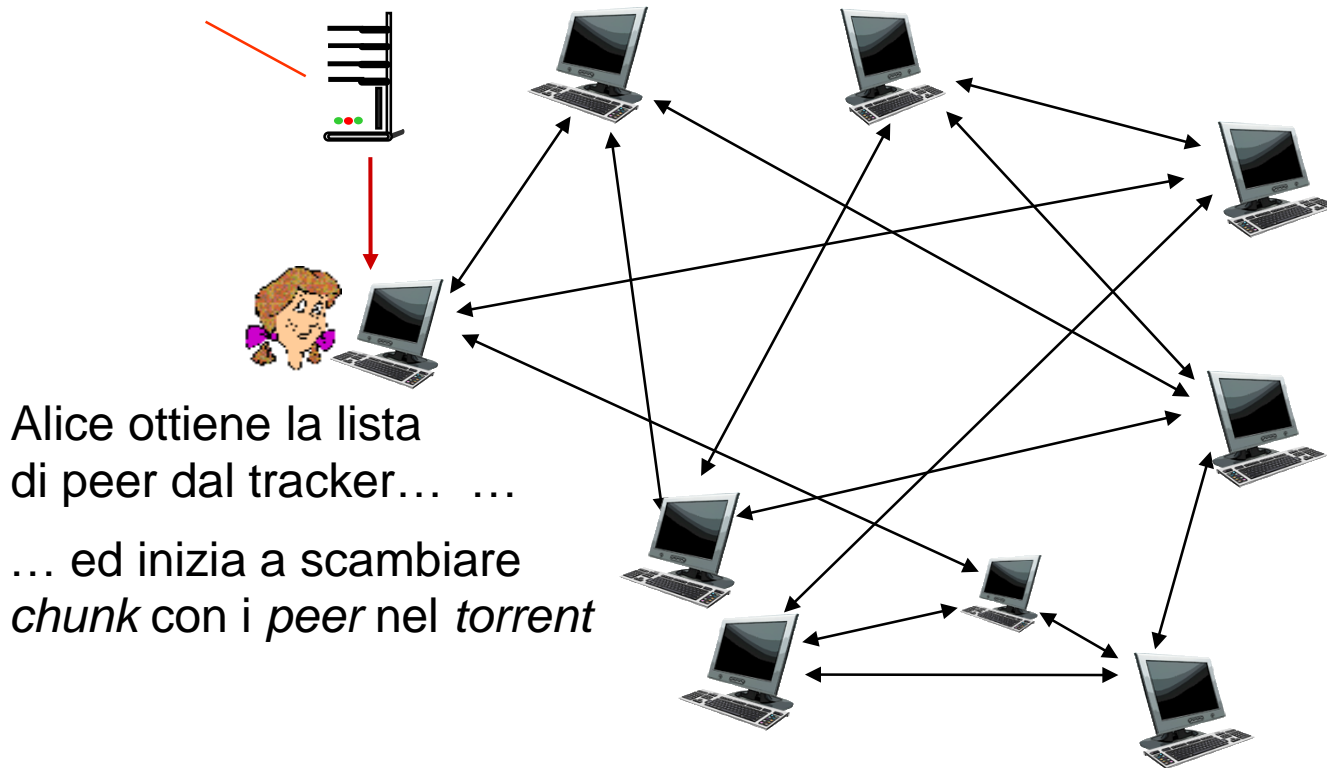 Alice ottiene la lista
di peer dal tracker… …
… ed inizia a scambiare
chunk con i peer nel torrent